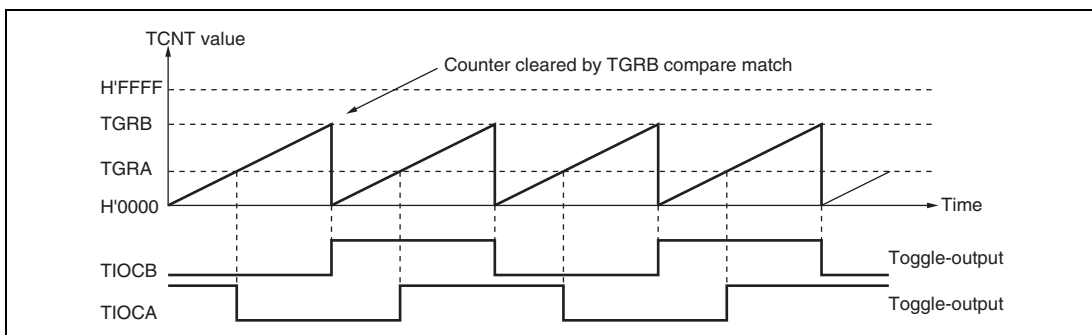 TCNT value
Counter cleared by TGRB compare match
H'FFFF
TGRB
TGRA
H'0000
Time
TIOCB
Toggle-output
TIOCA
Toggle-output